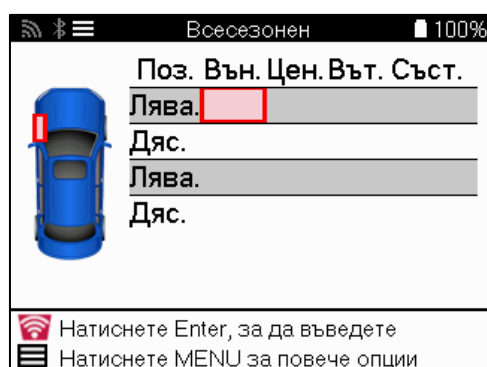 Всесезонен 100%
Поз. Вън. Цен. Вът. Съст.
Лява.
Дяс.
Лява.
Дяс.
Натиснете Enter, за да въведете
Натиснете MENU за повече опции